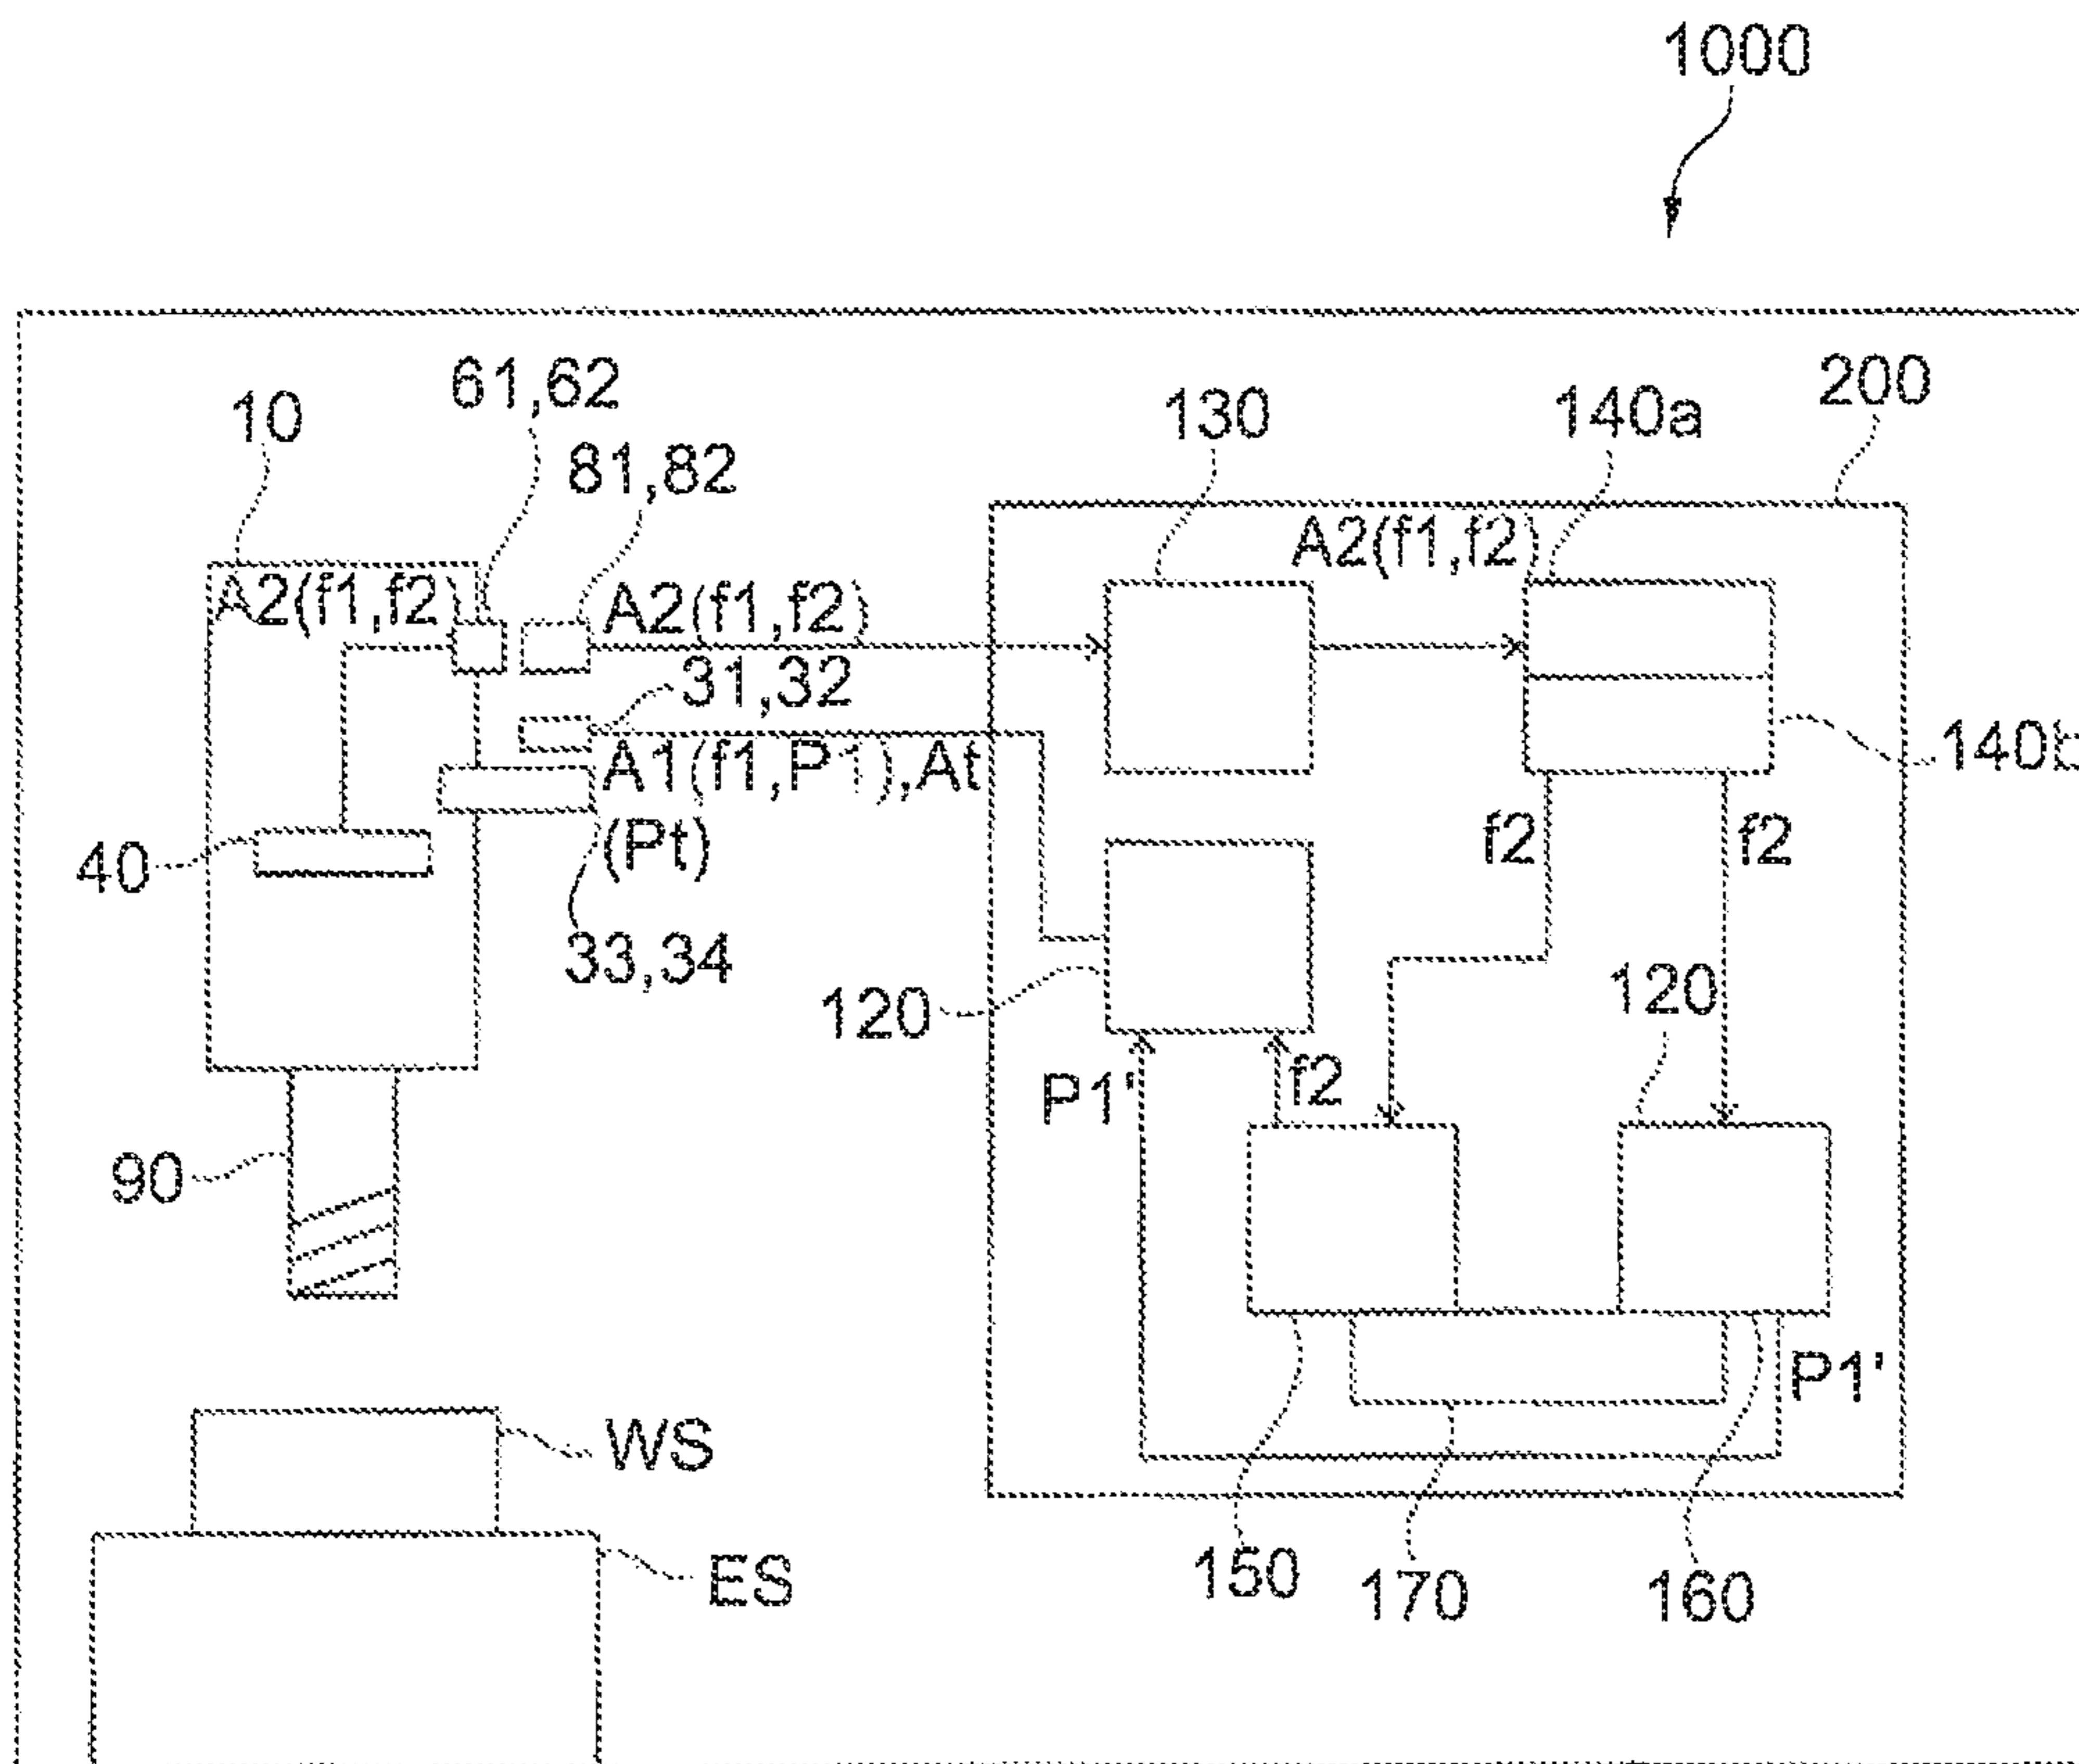 1000
61,62
200
10
130
140a
81,82
A2(f1,f2)
A2(f1,f2)
A2(f1,f2)
31,32
140b
A1(f1,P1),At
(Pt)
f2
f2
40
33,34
120
120
P1'
f2
90
P1'
WS
150
170
160
ES